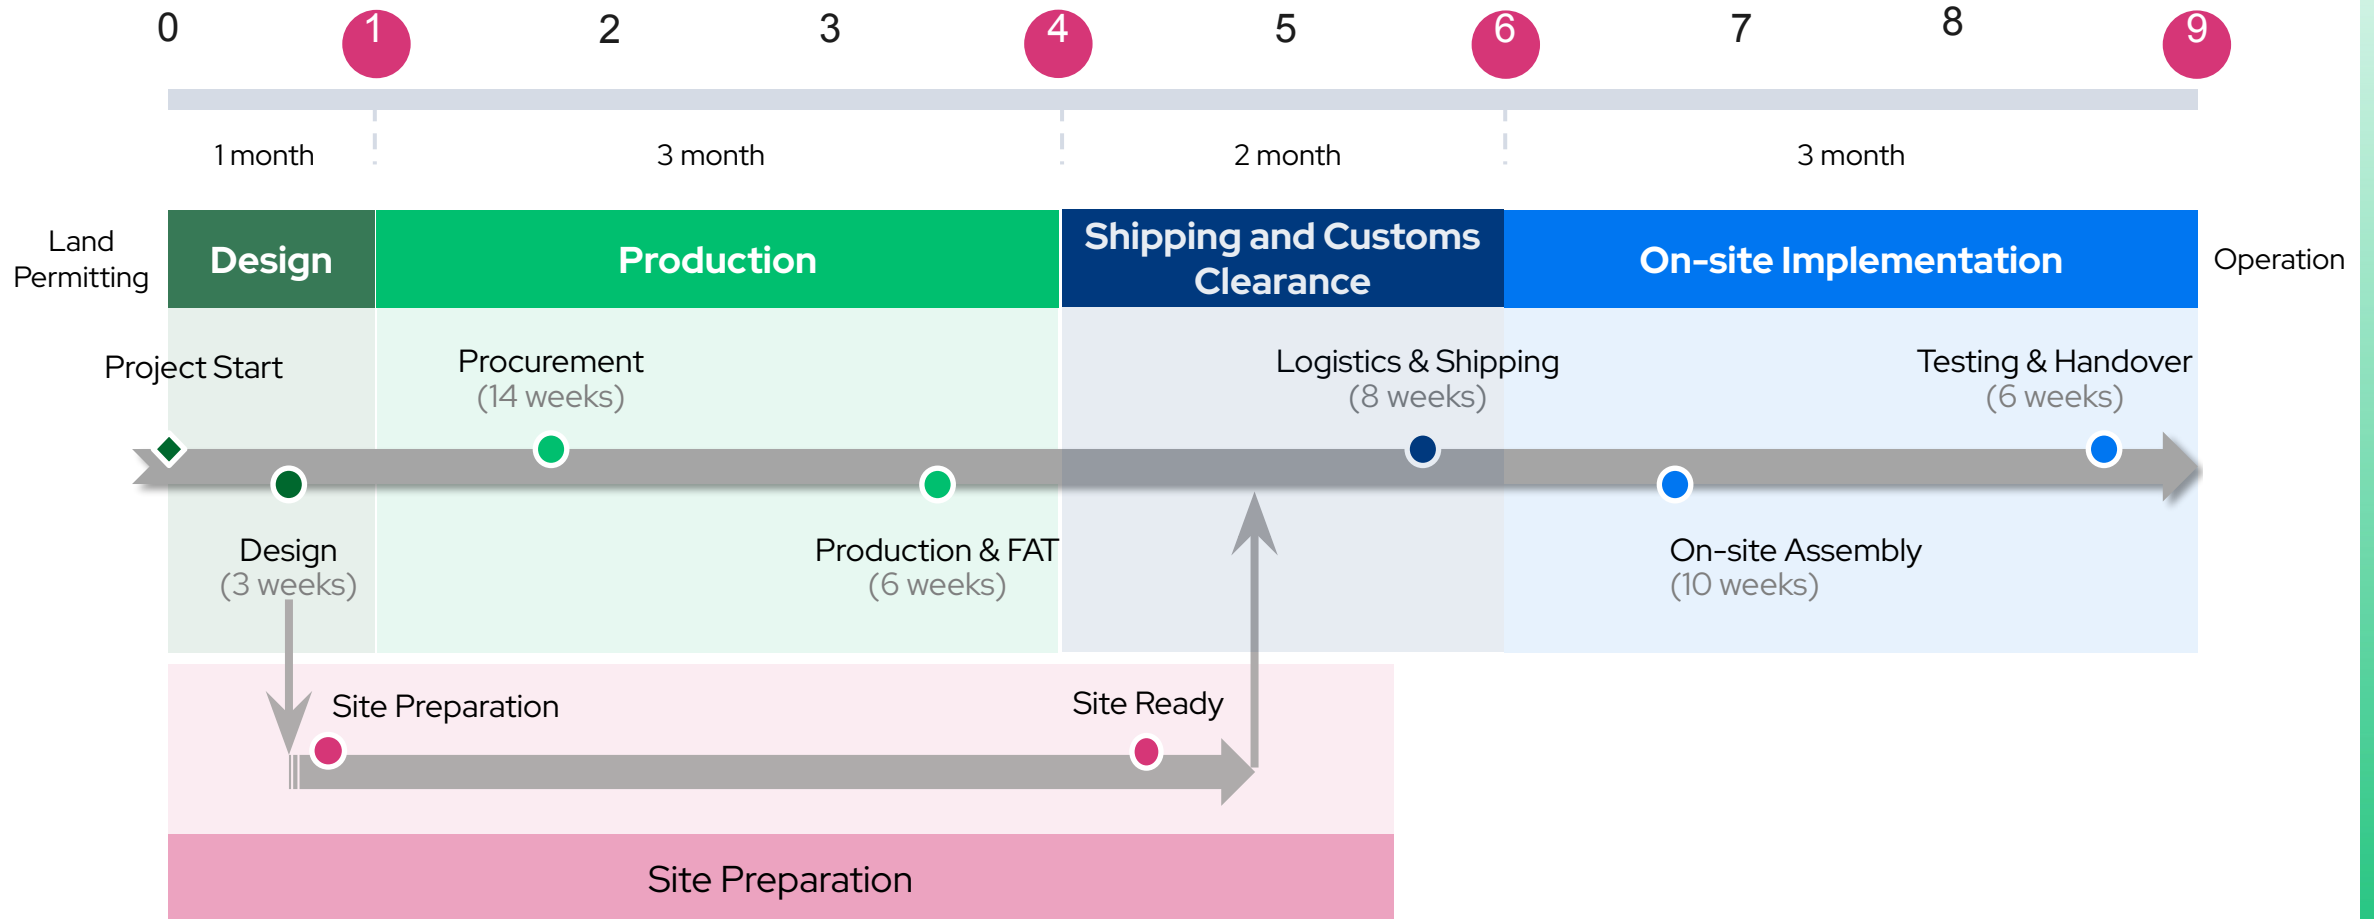 0 1 2 3 4 5 6 7 8 9
1 month 3 month 2 month 3 month
Land
Permitting
Design
Production
Shipping and Customs
Clearance
On-site Implementation
Operation
Project Start
Procurement
(14 weeks)
Logistics & Shipping
(8 weeks)
Testing & Handover
(6 weeks)
Design
(3 weeks)
Production & FAT
(6 weeks)
On-site Assembly
(10 weeks)
Site Preparation
Site Ready
Site Preparation